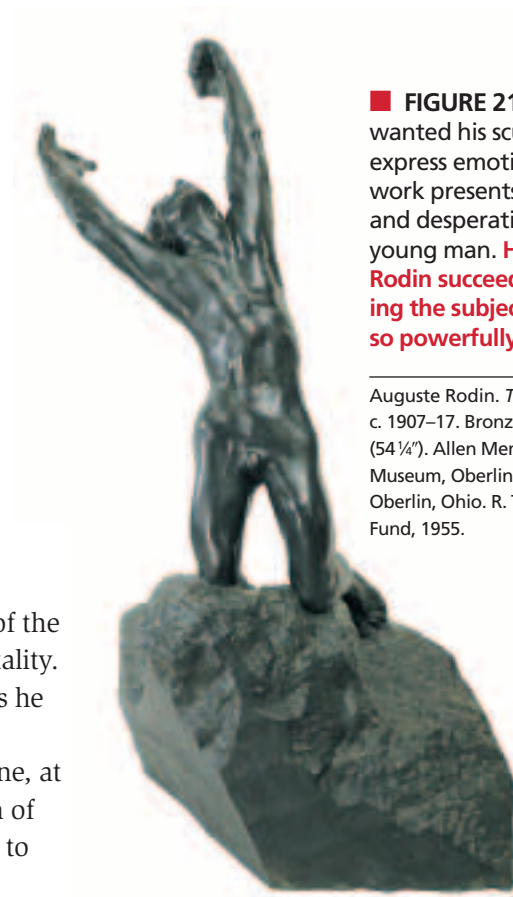 ■ FIGURE 21
wanted his scu
express emoti
work presents
and desperati
young man. H
Rodin succeed
ing the subjec
so powerfully
Auguste Rodin. T
c. 1907–17. Bronz
(54 ¼″). Allen Mem
Museum, Oberlin
Oberlin, Ohio. R. T
Fund, 1955.
of the
ality.
s he
ne, at
n of
to